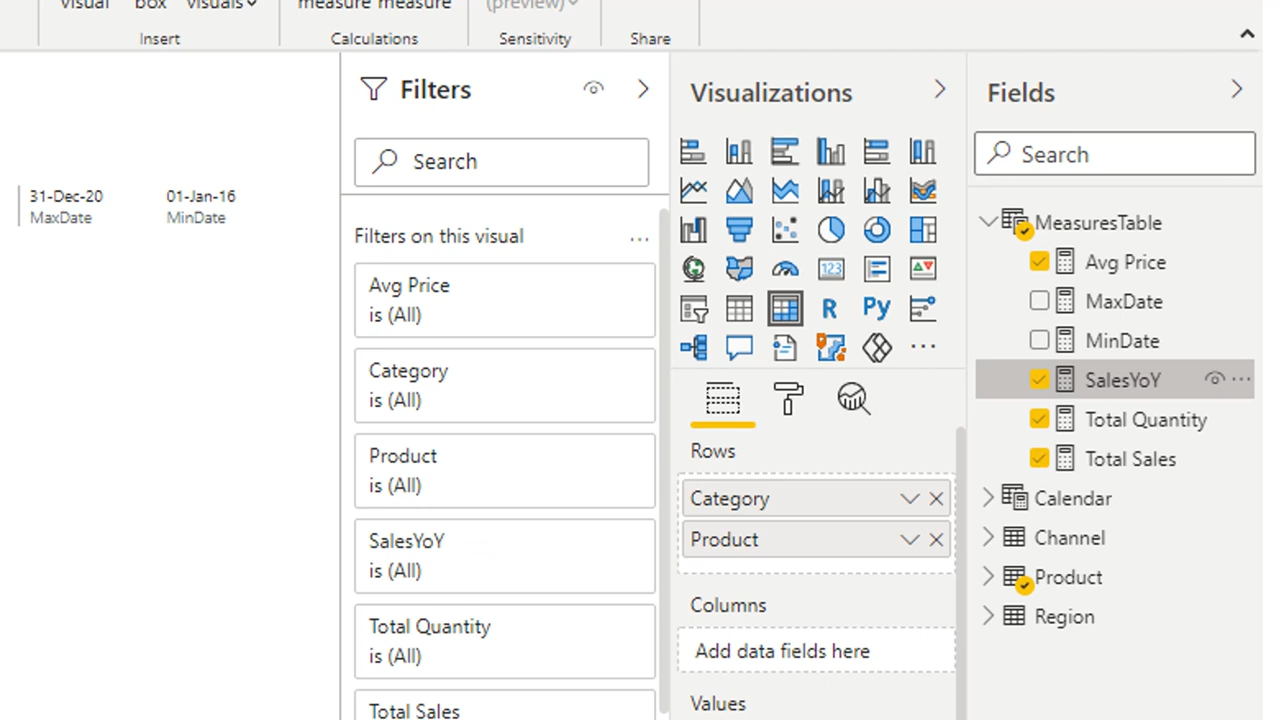 visual box visuals measure measure (preview)
Insert Calculations Sensitivity Share
31-Dec-20 01-Jan-16
MaxDate MinDate
Filters
Search
Filters on this visual ...
Avg Price
is (All)
Category
is (All)
Product
is (All)
SalesYoY
is (All)
Total Quantity
is (All)
Total Sales
Visualizations
123
R Py
...
Rows
Category
Product
Columns
Add data fields here
Values
Fields
Search
MeasuresTable
Avg Price
MaxDate
MinDate
SalesYoY ...
Total Quantity
Total Sales
Calendar
Channel
Product
Region